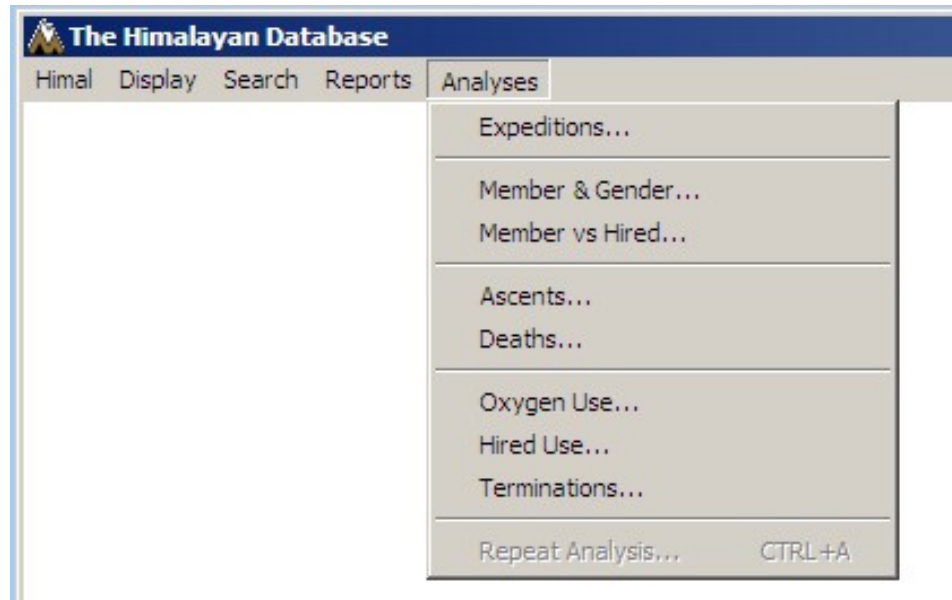 The Himalayan Database
Himal Display Search Reports Analyses
Expeditions...
Member & Gender...
Member vs Hired...
Ascents...
Deaths...
Oxygen Use...
Hired Use...
Terminations...
Repeat Analysis... CTRL+A